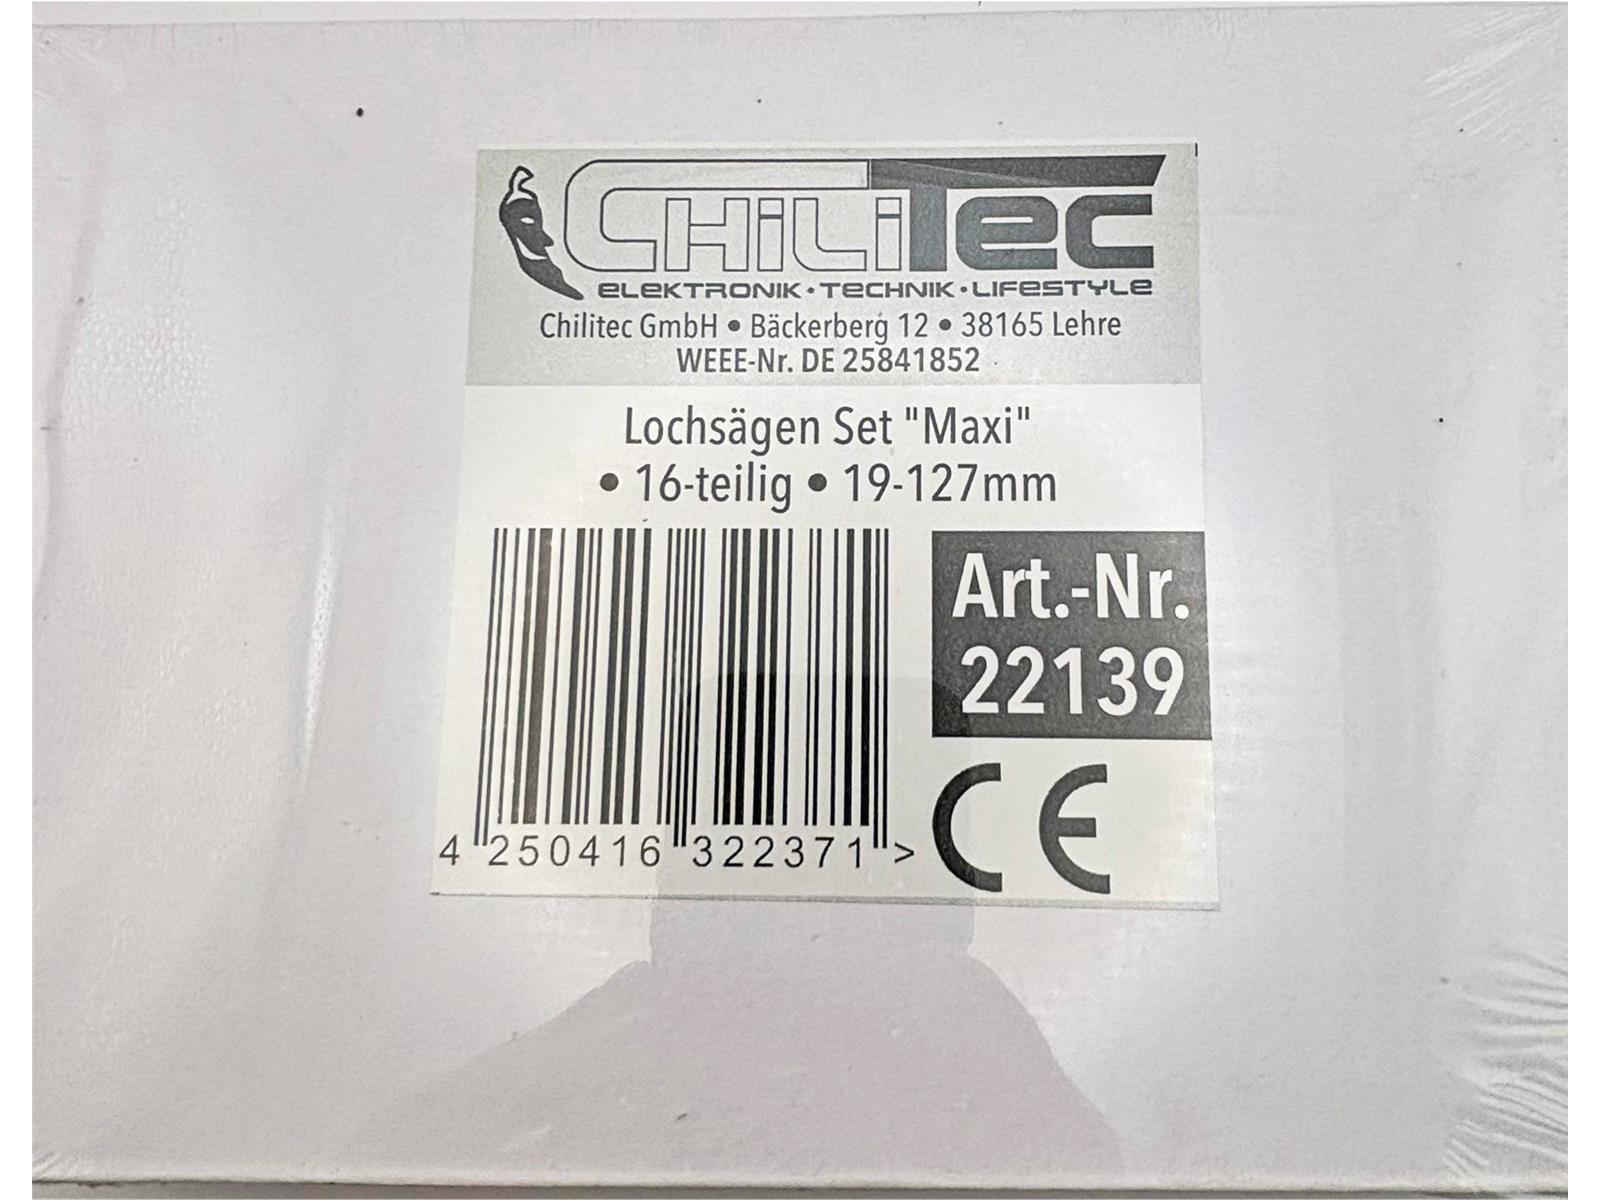 CHiLiTEC
ELEKTRONIK • TECHNIK • LIFESTYLE
Chilitec GmbH • Bäckerberg 12 • 38165 Lehre
WEEE-Nr. DE 25841852
Lochsägen Set "Maxi"
• 16-teilig • 19-127mm
Art.-Nr.
22139
4 250416 322371 >
CE